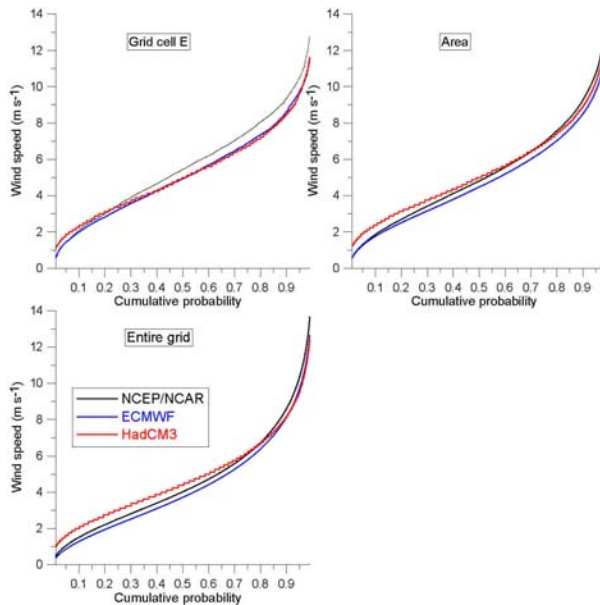 14
12
10
8
6
4
2
0
Wind speed (m s-1)
Grid cell E
0.1 0.2 0.3 0.4 0.5 0.6 0.7 0.8 0.9
Cumulative probability
14
12
10
8
6
4
2
0
Wind speed (m s-1)
Area
0.1 0.2 0.3 0.4 0.5 0.6 0.7 0.8 0.9
Cumulative probability
14
12
10
8
6
4
2
0
Wind speed (m s-1)
Entire grid
NCEP/NCAR
ECMWF
HadCM3
0.1 0.2 0.3 0.4 0.5 0.6 0.7 0.8 0.9
Cumulative probability